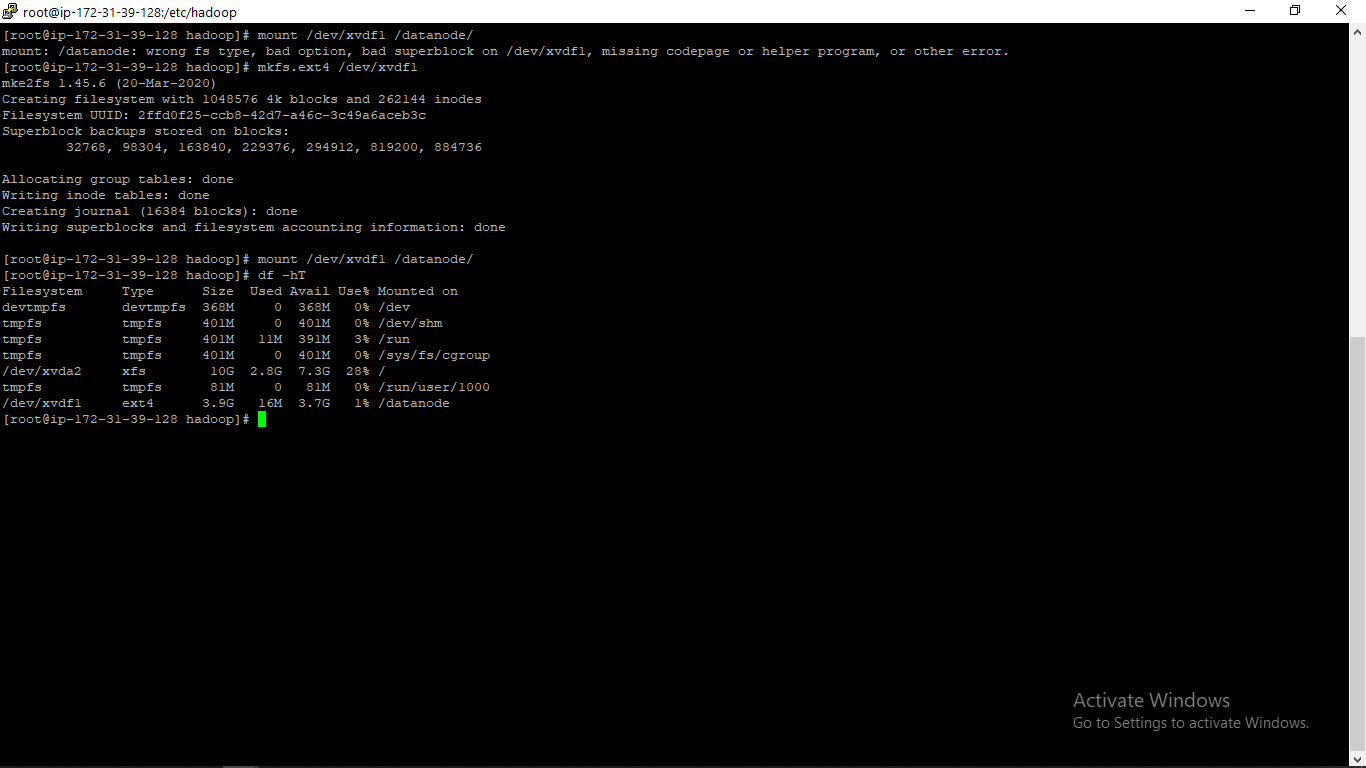 root@ip-172-31-39-128:/etc/hadoop
[root@ip-172-31-39-128 hadoop]# mount /dev/xvdf1 /datanode/
mount: /datanode: wrong fs type, bad option, bad superblock on /dev/xvdf1, missing codepage or helper program, or other error.
[root@ip-172-31-39-128 hadoop]# mkfs.ext4 /dev/xvdf1
mke2fs 1.45.6 (20-Mar-2020)
Creating filesystem with 1048576 4k blocks and 262144 inodes
Filesystem UUID: 2ffd0f25-ccb8-42d7-a46c-3c49a6aceb3c
Superblock backups stored on blocks:
        32768, 98304, 163840, 229376, 294912, 819200, 884736
Allocating group tables: done
Writing inode tables: done
Creating journal (16384 blocks): done
Writing superblocks and filesystem accounting information: done
[root@ip-172-31-39-128 hadoop]# mount /dev/xvdf1 /datanode/
[root@ip-172-31-39-128 hadoop]# df -hT
Filesystem     Type      Size  Used Avail Use% Mounted on
devtmpfs       devtmpfs  368M     0  368M   0% /dev
tmpfs          tmpfs     401M     0  401M   0% /dev/shm
tmpfs          tmpfs     401M   11M  391M   3% /run
tmpfs          tmpfs     401M     0  401M   0% /sys/fs/cgroup
/dev/xvda2     xfs        10G  2.8G  7.3G  28% /
tmpfs          tmpfs      81M     0   81M   0% /run/user/1000
/dev/xvdf1     ext4      3.9G   16M  3.7G   1% /datanode
[root@ip-172-31-39-128 hadoop]#
Activate Windows
Go to Settings to activate Windows.